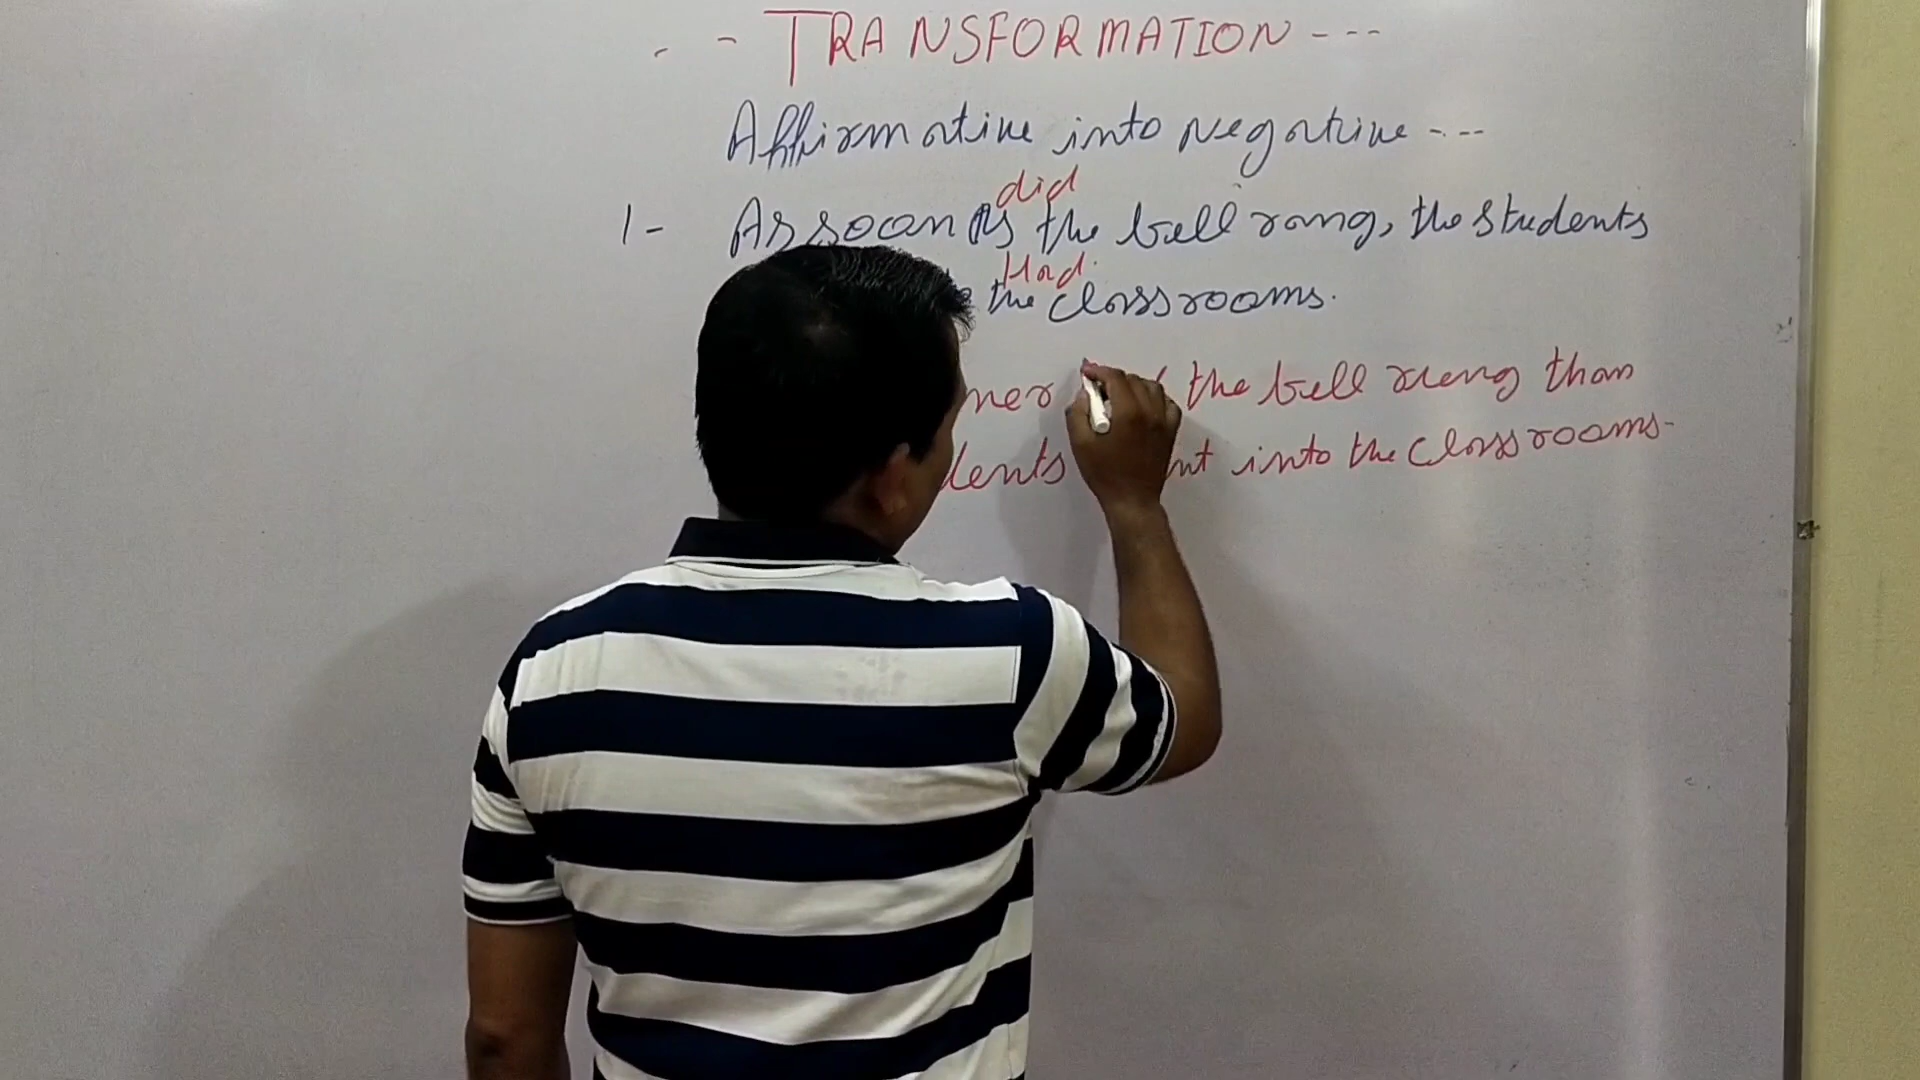 - - TRANSFORMATION ---
Affirmative into Negative ---
did
1- As soon As the bell rang, the students
Had
the classrooms.
ner the bell rung than
dents nt into the classrooms.